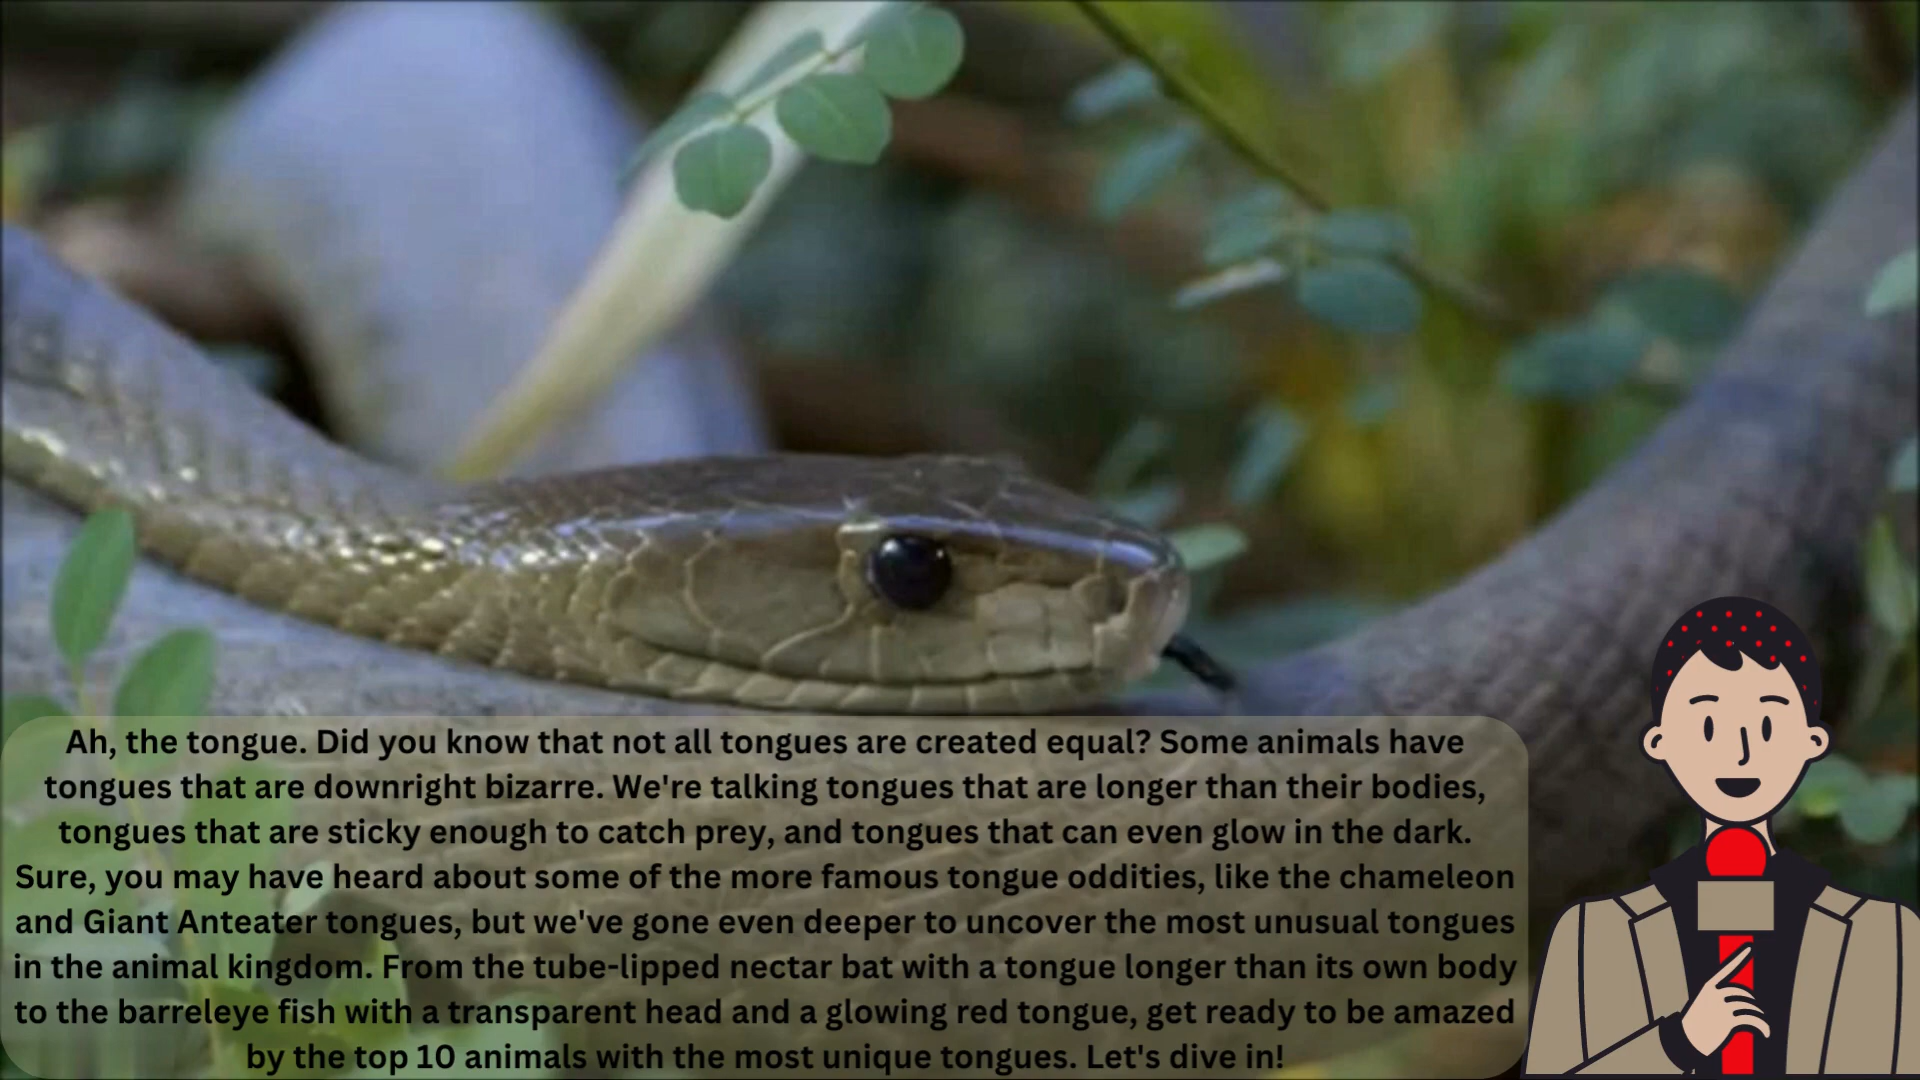 Ah, the tongue. Did you know that not all tongues are created equal? Some animals have
tongues that are downright bizarre. We're talking tongues that are longer than their bodies,
tongues that are sticky enough to catch prey, and tongues that can even glow in the dark.
Sure, you may have heard about some of the more famous tongue oddities, like the chameleon
and Giant Anteater tongues, but we've gone even deeper to uncover the most unusual tongues
in the animal kingdom. From the tube-lipped nectar bat with a tongue longer than its own body
to the barreleye fish with a transparent head and a glowing red tongue, get ready to be amazed
by the top 10 animals with the most unique tongues. Let's dive in!